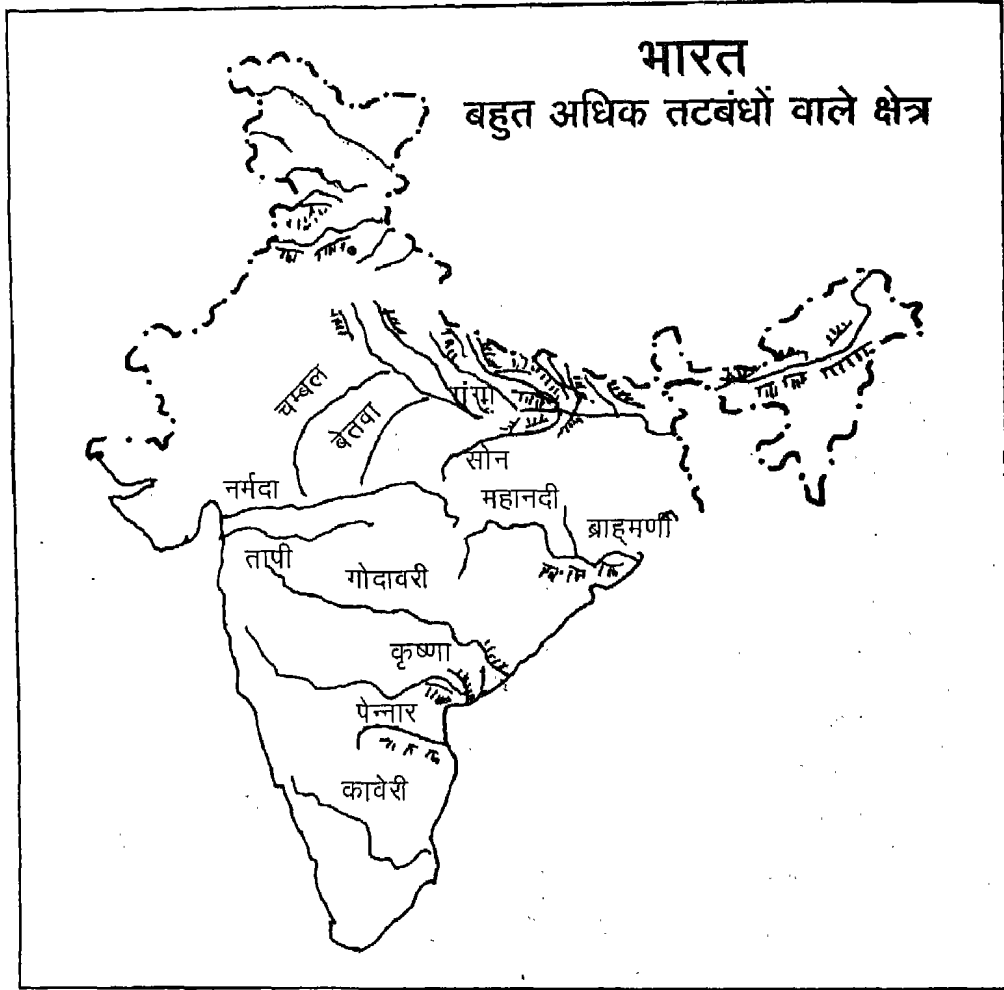 भारत
बहुत अधिक तटबंधों वाले क्षेत्र
चम्बल
बेतवा
गंगा
सोन
नर्मदा
महानदी
ब्राह्मणी
तापी
गोदावरी
कृष्णा
पेन्नार
कावेरी